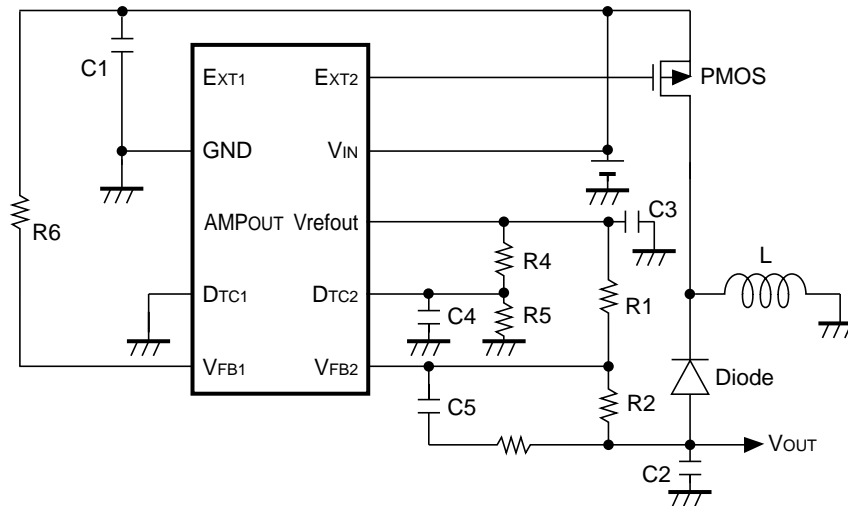 C1
EXT1
EXT2
PMOS
GND
VIN
R6
AMPOUT
Vrefout
C3
R4
L
DTC1
DTC2
C4
R5
R1
VFB1
VFB2
Diode
C5
R2
VOUT
C2